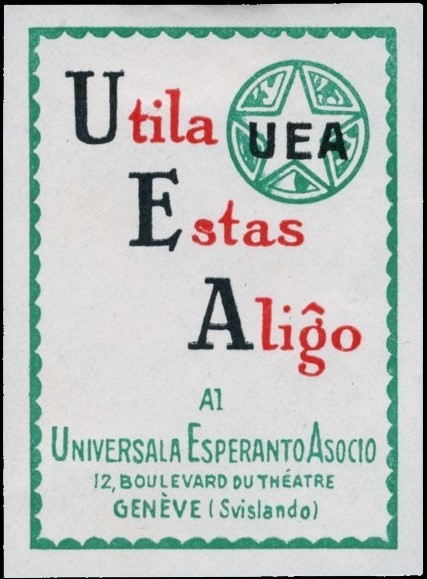 Utila
UEA
Estas
Aliĝo
Al
UNIVERSALA ESPERANTO ASOCIO
12, BOULEVARD DU THÉATRE
GENÈVE (Svislando)